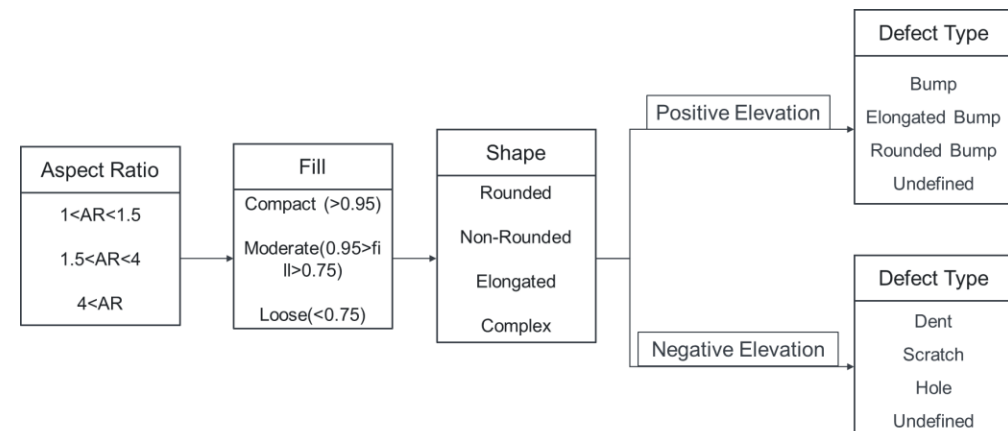 Aspect Ratio
1<AR<1.5
1.5<AR<4
4<AR
Fill
Compact (>0.95)
Moderate(0.95>fi
ll>0.75)
Loose(<0.75)
Shape
Rounded
Non-Rounded
Elongated
Complex
Positive Elevation
Defect Type
Bump
Elongated Bump
Rounded Bump
Undefined
Negative Elevation
Defect Type
Dent
Scratch
Hole
Undefined